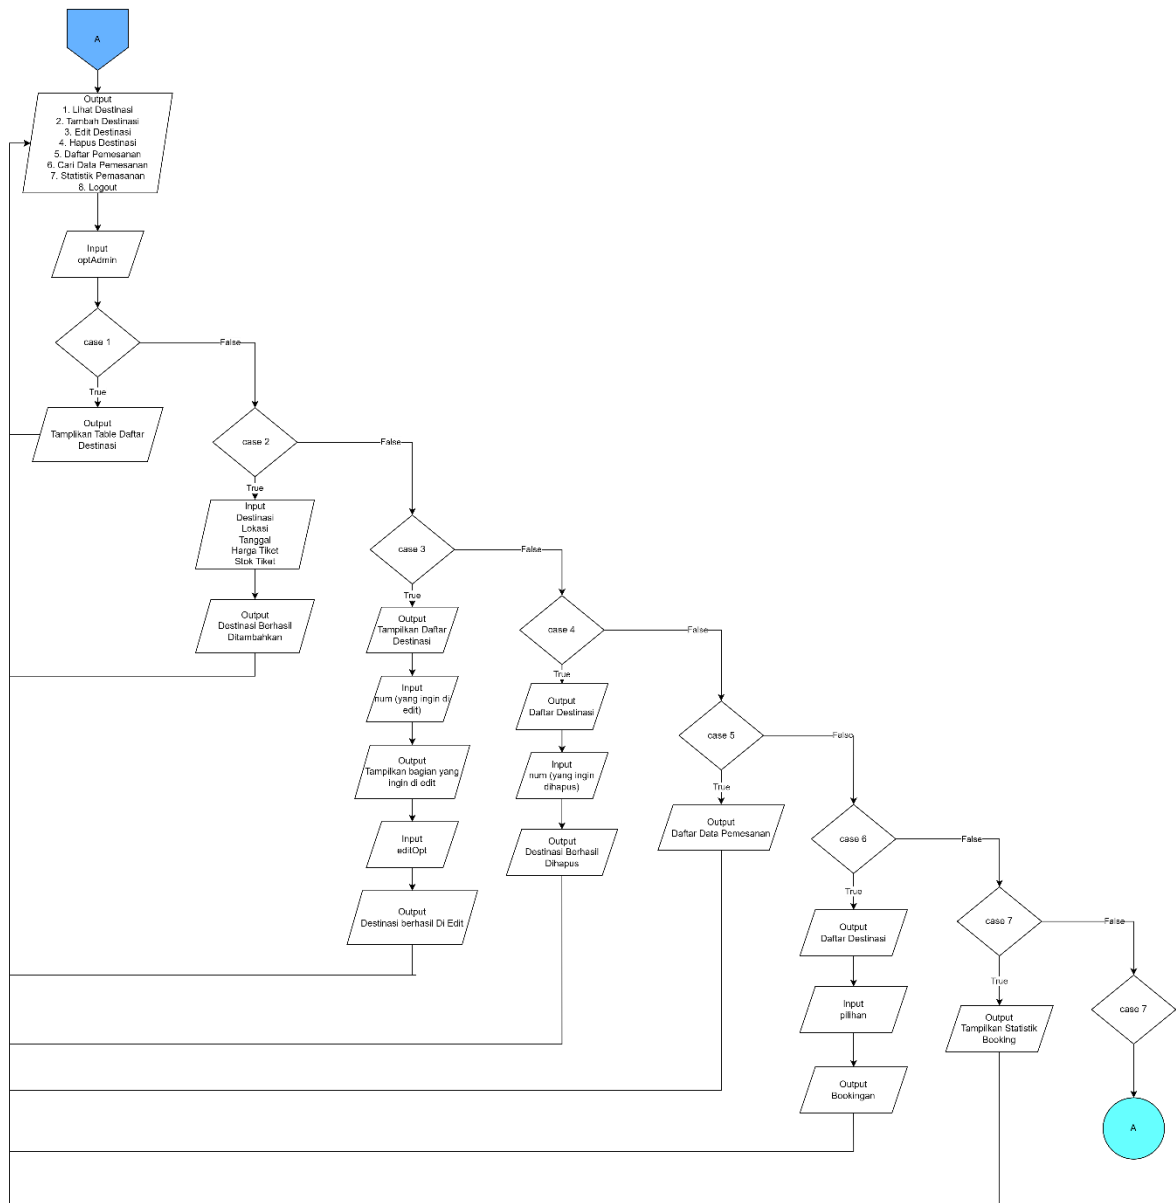 A
Output
1. Lihat Destinasi
2. Tambah Destinasi
3. Edit Destinasi
4. Hapus Destinasi
5. Daftar Pemesanan
6. Cari Data Pemesanan
7. Statistik Pemasanan
8. Logout
Input
optAdmin
case 1
False
True
Output
Tamplikan Table Daftar
Destinasi
case 2
False
True
Input
Destinasi
Lokasi
Tanggal
Harga Tiket
Stok Tiket
Output
Destinasi Berhasil
Ditambahkan
case 3
False
True
Output
Tampilkan Daftar
Destinasi
Input
num (yang ingin di
edit)
Output
Tampilkan bagian yang
ingin di edit
Input
editOpt
Output
Destinasi berhasil Di Edit
case 4
False
True
Output
Daftar Destinasi
Input
num (yang ingin
dihapus)
Output
Destinasi Berhasil
Dihapus
case 5
False
True
Output
Daftar Data Pemesanan
case 6
False
True
Output
Daftar Destinasi
Input
pilihan
Output
Bookingan
case 7
False
True
Output
Tampilkan Statistik
Booking
case 7
A